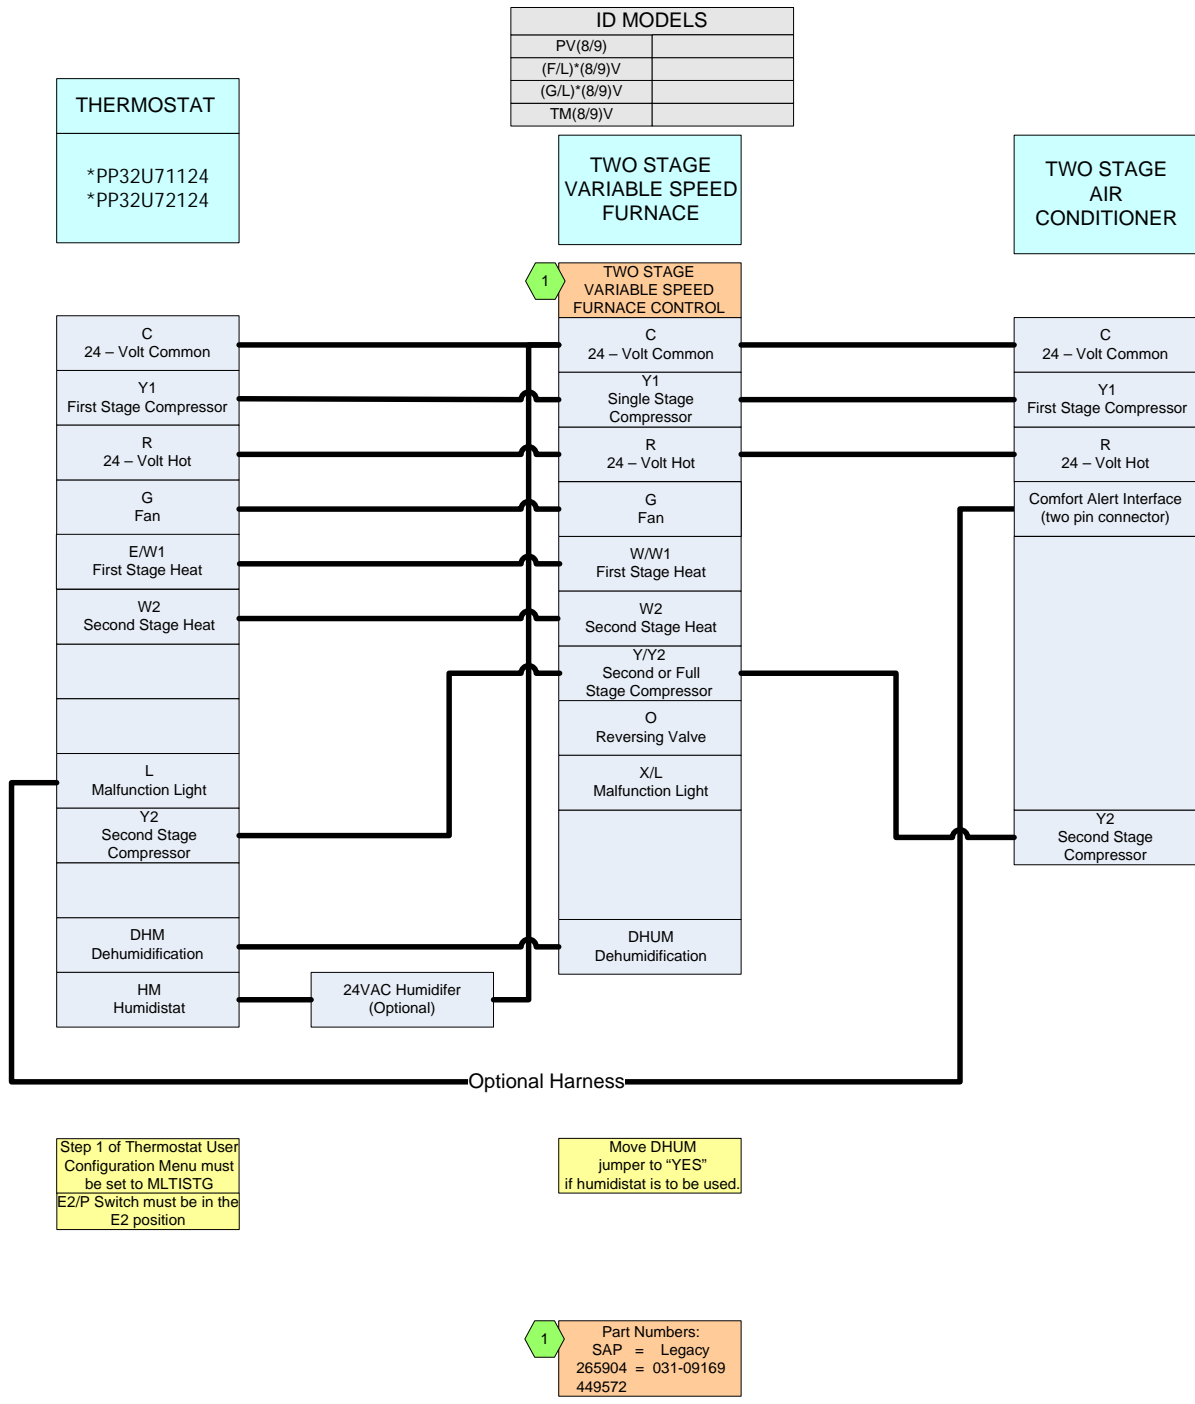 ID MODELS
PV(8/9)
(F/L)*(8/9)V
(G/L)*(8/9)V
TM(8/9)V
THERMOSTAT
*PP32U71124
*PP32U72124
TWO STAGE
VARIABLE SPEED
FURNACE
TWO STAGE
AIR
CONDITIONER
1
TWO STAGE
VARIABLE SPEED
FURNACE CONTROL
C
24 – Volt Common
Y1
First Stage Compressor
R
24 – Volt Hot
G
Fan
E/W1
First Stage Heat
W2
Second Stage Heat
L
Malfunction Light
Y2
Second Stage
Compressor
DHM
Dehumidification
HM
Humidistat
24VAC Humidifer
(Optional)
C
24 – Volt Common
Y1
Single Stage
Compressor
R
24 – Volt Hot
G
Fan
W/W1
First Stage Heat
W2
Second Stage Heat
Y/Y2
Second or Full
Stage Compressor
O
Reversing Valve
X/L
Malfunction Light
DHUM
Dehumidification
C
24 – Volt Common
Y1
First Stage Compressor
R
24 – Volt Hot
Comfort Alert Interface
(two pin connector)
Y2
Second Stage
Compressor
Optional Harness
Step 1 of Thermostat User
Configuration Menu must
be set to MLTISTG
E2/P Switch must be in the
E2 position
Move DHUM
jumper to “YES”
if humidistat is to be used.
1
Part Numbers:
SAP = Legacy
265904 = 031-09169
449572